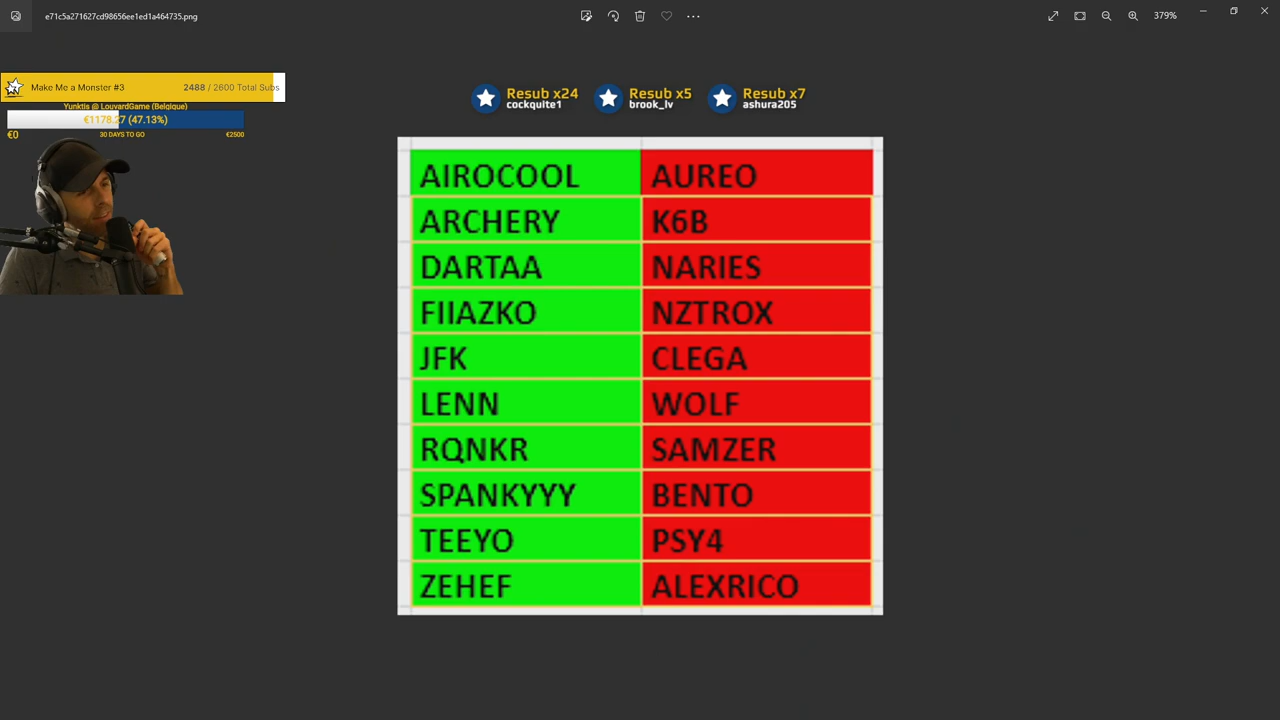 e71c5a271627cd98656ee1ed1a464735.png
379%
Make Me a Monster #3 2488 / 2600 Total Subs
Yunktis @ LouvardGame (Belgique)
€1178.27 (47.13%)
€0 30 DAYS TO GO €2500
Resub x24 Resub x5 Resub x7
cockquite1 brook_lv ashura205
AIROCOOL AUREO
ARCHERY K6B
DARTAA NARIES
FIIAZKO NZTROX
JFK CLEGA
LENN WOLF
RQNKR SAMZER
SPANKYYY BENTO
TEEYO PSY4
ZEHEF ALEXRICO